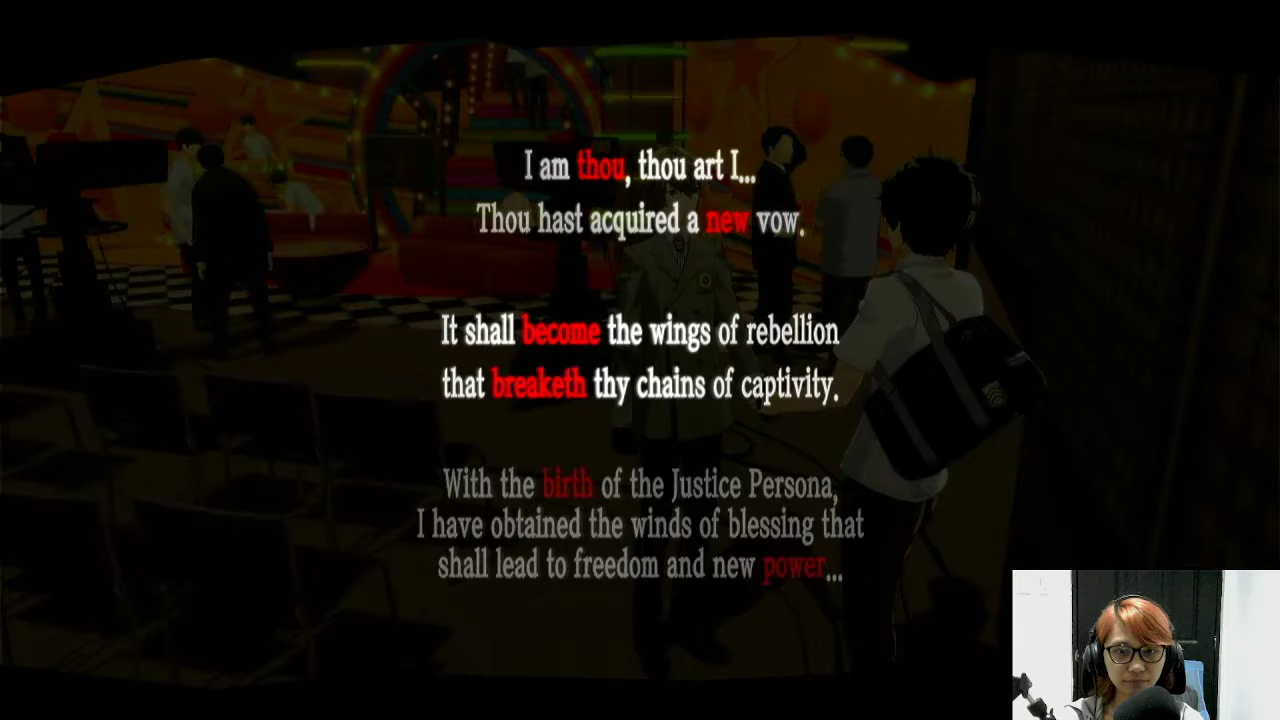 I am thou, thou art I...
Thou hast acquired a new vow.
It shall become the wings of rebellion
that breaketh thy chains of captivity.
With the birth of the Justice Persona,
I have obtained the winds of blessing that
shall lead to freedom and new power...